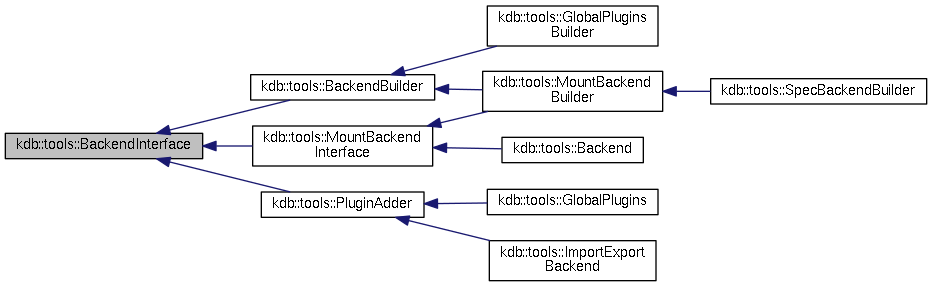 kdb::tools::GlobalPlugins
Builder
kdb::tools::BackendBuilder
kdb::tools::MountBackend
Builder
kdb::tools::SpecBackendBuilder
kdb::tools::BackendInterface
kdb::tools::MountBackend
Interface
kdb::tools::Backend
kdb::tools::PluginAdder
kdb::tools::GlobalPlugins
kdb::tools::ImportExport
Backend